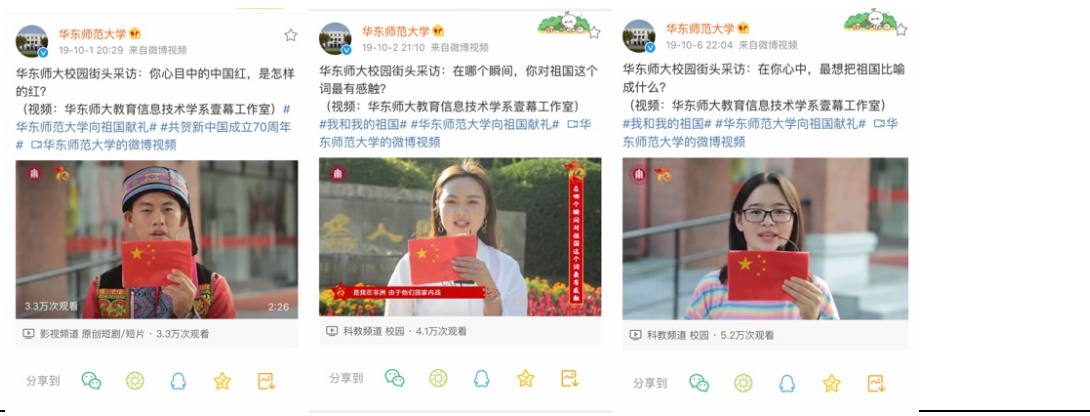 华东师范大学
19-10-1 20:29 来自微博视频
华东师大校园街头采访：你心目中的中国红，是怎样
的红？
（视频：华东师大教育信息技术学系壹幕工作室）#
华东师范大学向祖国献礼# #共贺新中国成立70周年
# 华东师范大学的微博视频
3.3万次观看
2:26
影视频道 原创短剧/短片 · 3.3万次观看
分享到
华东师范大学
19-10-2 21:10 来自微博视频
华东师大校园街头采访：在哪个瞬间，你对祖国这个
词最有感触？
（视频：华东师大教育信息技术学系壹幕工作室）
#我和我的祖国# #华东师范大学向祖国献礼# 华
东师范大学的微博视频
在哪个瞬间对祖国这个词最有感触
是我在非洲 由于他们国家内战
科教频道 校园 · 4.1万次观看
分享到
华东师范大学
19-10-6 22:04 来自微博视频
华东师大校园街头采访：在你心中，最想把祖国比喻
成什么？
（视频：华东师大教育信息技术学系壹幕工作室）
#我和我的祖国# #华东师范大学向祖国献礼# 华
东师范大学的微博视频
科教频道 校园 · 5.2万次观看
分享到